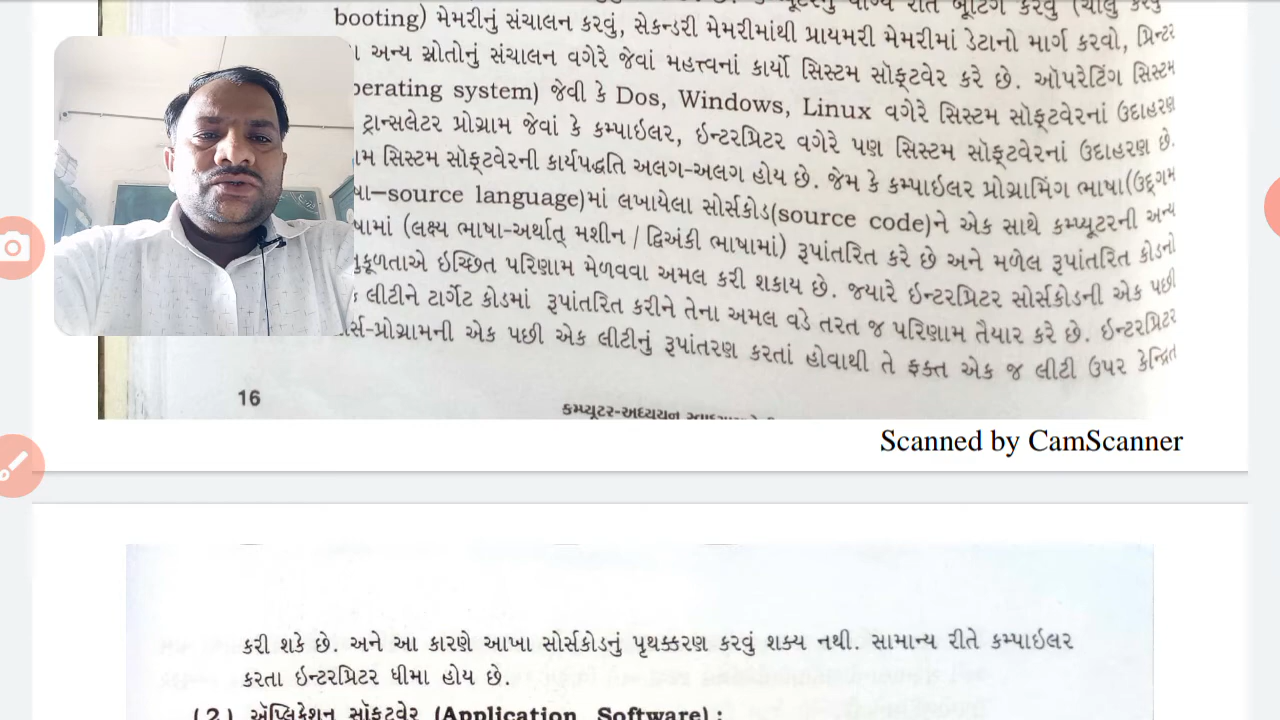 રીતે બૂટિંગ કરવું (ચાલુ કરવું
booting) મેમરીનું સંચાલન કરવું, સેકન્ડરી મેમરીમાંથી પ્રાયમરી મેમરીમાં ડેટાનો માર્ગ કરવો, પ્રિન્ટર
અન્ય સ્રોતોનું સંચાલન વગેરે જેવાં મહત્ત્વનાં કાર્યો સિસ્ટમ સૉફ્ટવેર કરે છે. ઑપરેટિંગ સિસ્ટમ
perating system) જેવી કે Dos, Windows, Linux વગેરે સિસ્ટમ સૉફ્ટવેરનાં ઉદાહરણ
ટ્રાન્સલેટર પ્રોગ્રામ જેવાં કે કમ્પાઇલર, ઇન્ટરપ્રિટર વગેરે પણ સિસ્ટમ સૉફ્ટવેરનાં ઉદાહરણ છે.
મ સિસ્ટમ સૉફ્ટવેરની કાર્યપદ્ધતિ અલગ-અલગ હોય છે. જેમ કે કમ્પાઇલર પ્રોગ્રામિંગ ભાષા(ઉદ્દ્ગમ
ષા–source language)માં લખાયેલા સોર્સકોડ(source code)ને એક સાથે કમ્પ્યૂટરની અન્ય
ષામાં (લક્ષ્ય ભાષા-અર્થાત્ મશીન / દ્વિઅંકી ભાષામાં) રૂપાંતરિત કરે છે અને મળેલ રૂપાંતરિત કોડનો
નુકૂળતાએ ઇચ્છિત પરિણામ મેળવવા અમલ કરી શકાય છે. જ્યારે ઇન્ટરપ્રિટર સોર્સકોડની એક પછી
ક લીટીને ટાર્ગેટ કોડમાં રૂપાંતરિત કરીને તેના અમલ વડે તરત જ પરિણામ તૈયાર કરે છે. ઇન્ટરપ્રિટર
ર્સ-પ્રોગ્રામની એક પછી એક લીટીનું રૂપાંતરણ કરતાં હોવાથી તે ફક્ત એક જ લીટી ઉપર કેન્દ્રિત
16
કમ્પ્યૂટર-અધ્યયન
Scanned by CamScanner
કરી શકે છે. અને આ કારણે આખા સોર્સકોડનું પૃથક્કરણ કરવું શક્ય નથી. સામાન્ય રીતે કમ્પાઇલર
કરતા ઇન્ટરપ્રિટર ધીમા હોય છે.
(2) ઍપ્લિકેશન સૉફ્ટવેર (Application Software) :